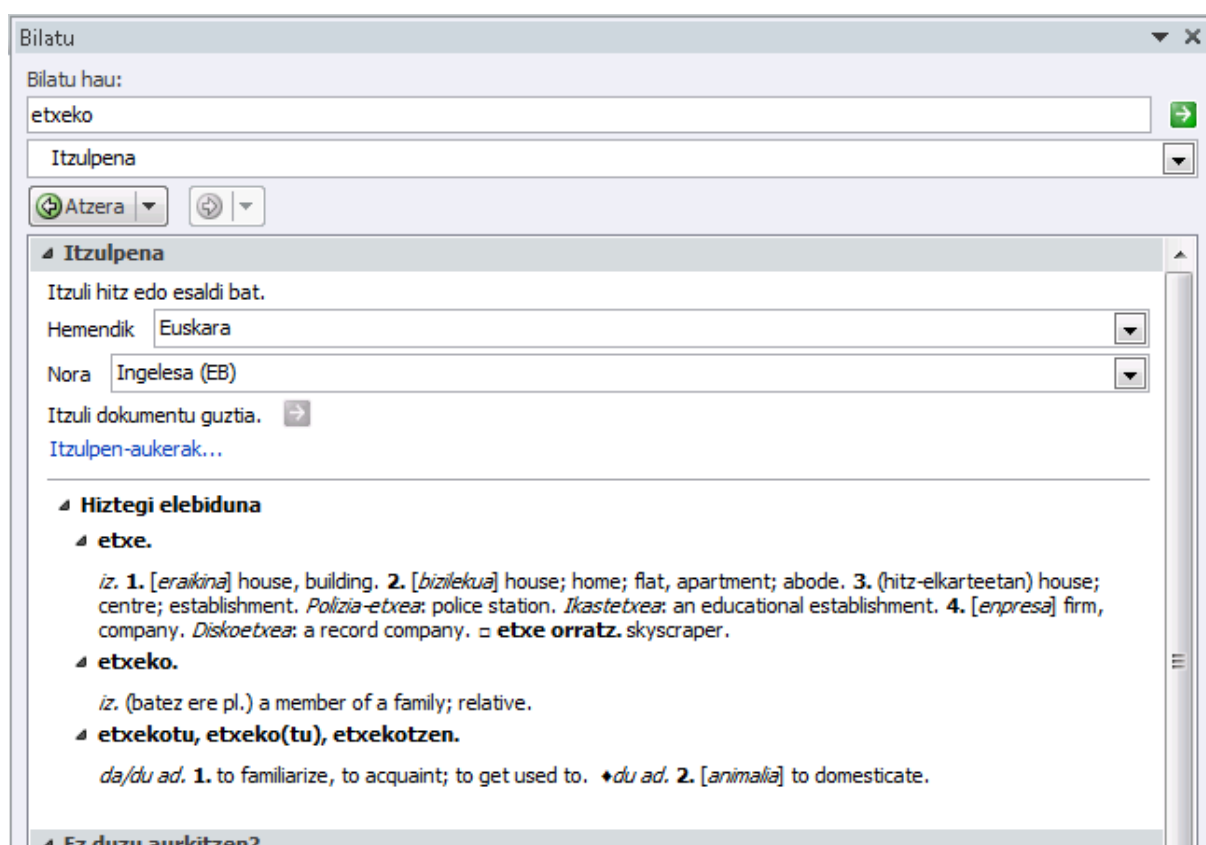 Bilatu
Bilatu hau:
etxeko
Itzulpena
Atzera
Itzulpena
Itzuli hitz edo esaldi bat.
Hemendik Euskara
Nora Ingelesa (EB)
Itzuli dokumentu guztia.
Itzulpen-aukerak...
Hiztegi elebiduna
etxe.
iz. 1. [eraikina] house, building. 2. [bizilekua] house; home; flat, apartment; abode. 3. (hitz-elkarteetan) house;
centre; establishment. Polizia-etxea: police station. Ikastetxea: an educational establishment. 4. [enpresa] firm,
company. Diskoetxea: a record company. □ etxe orratz. skyscraper.
etxeko.
iz. (batez ere pl.) a member of a family; relative.
etxekotu, etxeko(tu), etxekotzen.
da/du ad. 1. to familiarize, to acquaint; to get used to. ♦du ad. 2. [animalia] to domesticate.
Ez duzu aurkitzen?